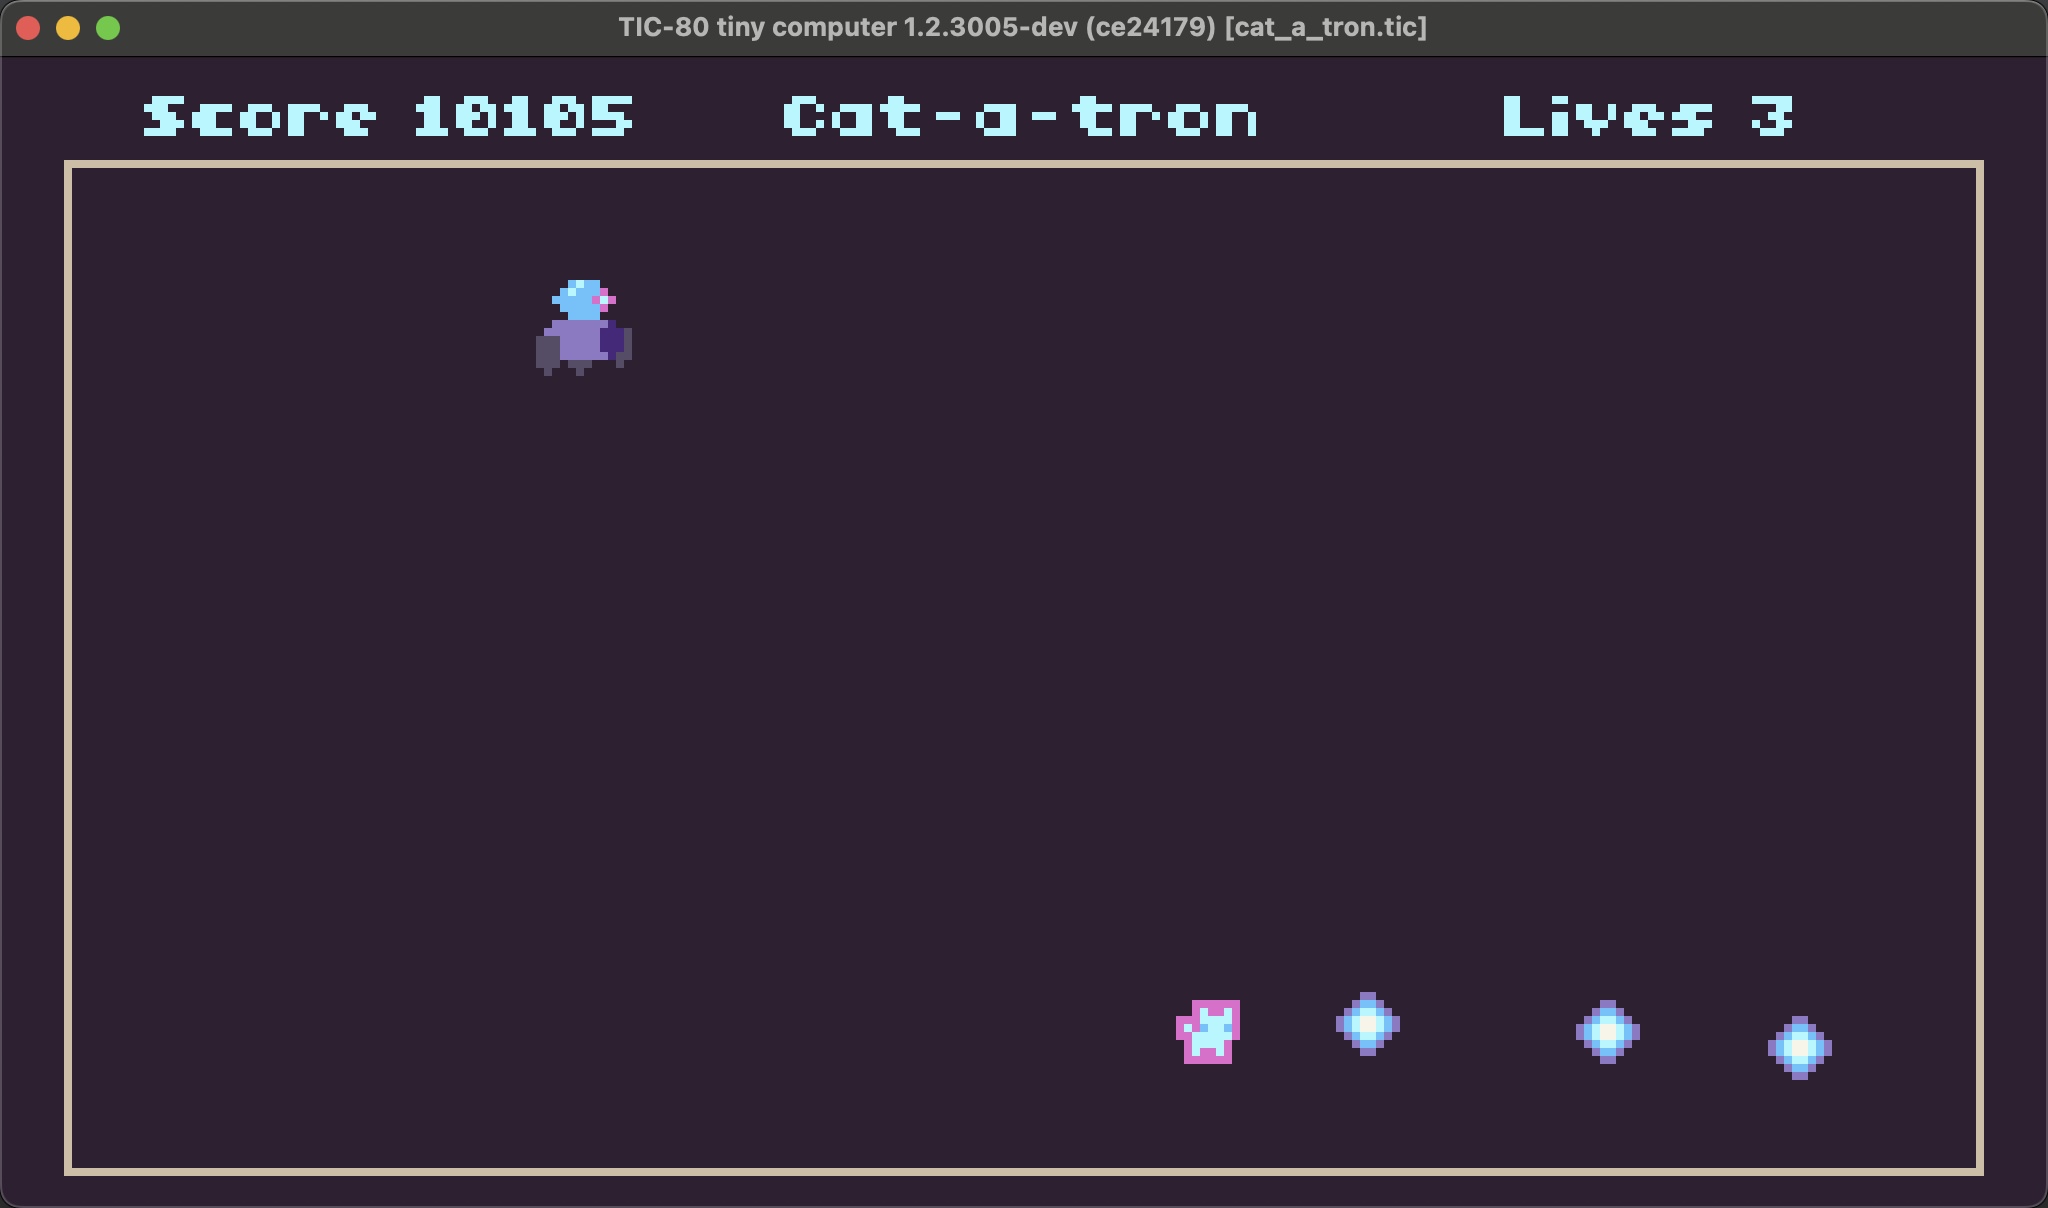 TIC-80 tiny computer 1.2.3005-dev (ce24179) [cat_a_tron.tic]
Score 10105 Cat-a-tron Lives 3